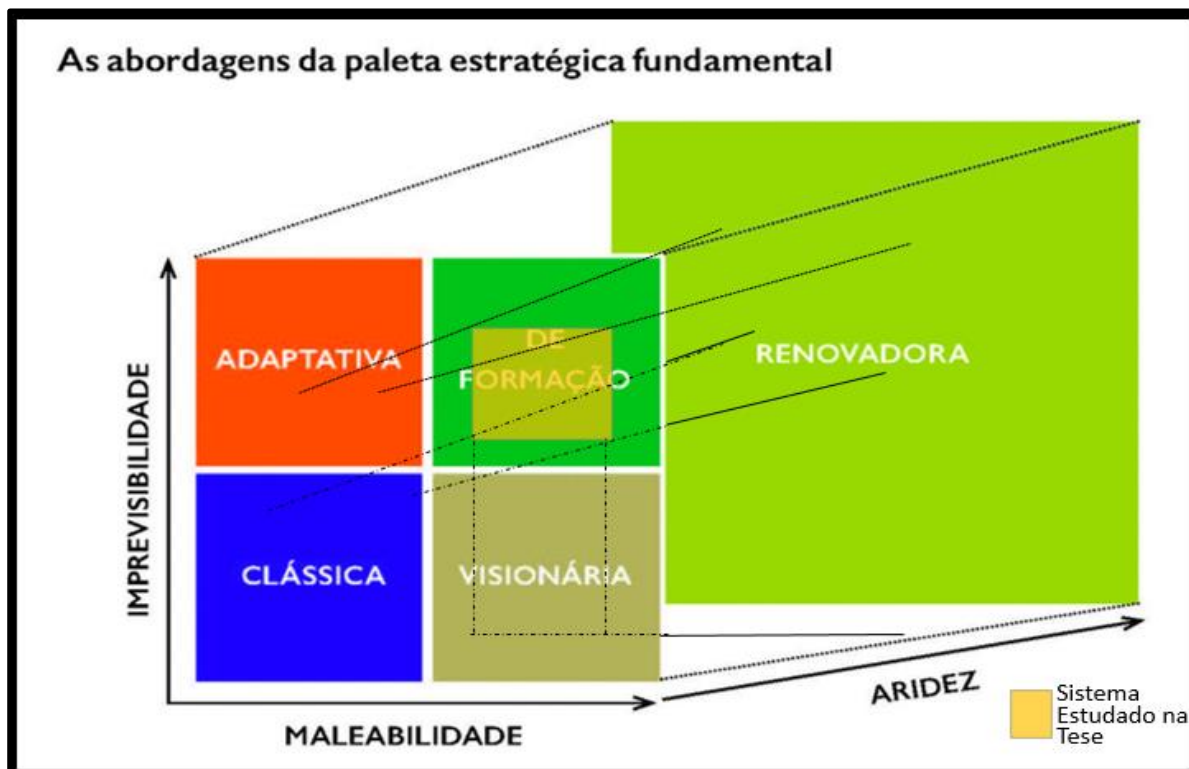 As abordagens da paleta estratégica fundamental
IMPREVISIBILIDADE
ADAPTATIVA
DE
FORMAÇÃO
RENOVADORA
CLÁSSICA
VISIONÁRIA
MALEABILIDADE
ARIDEZ
Sistema
Estudado na
Tese